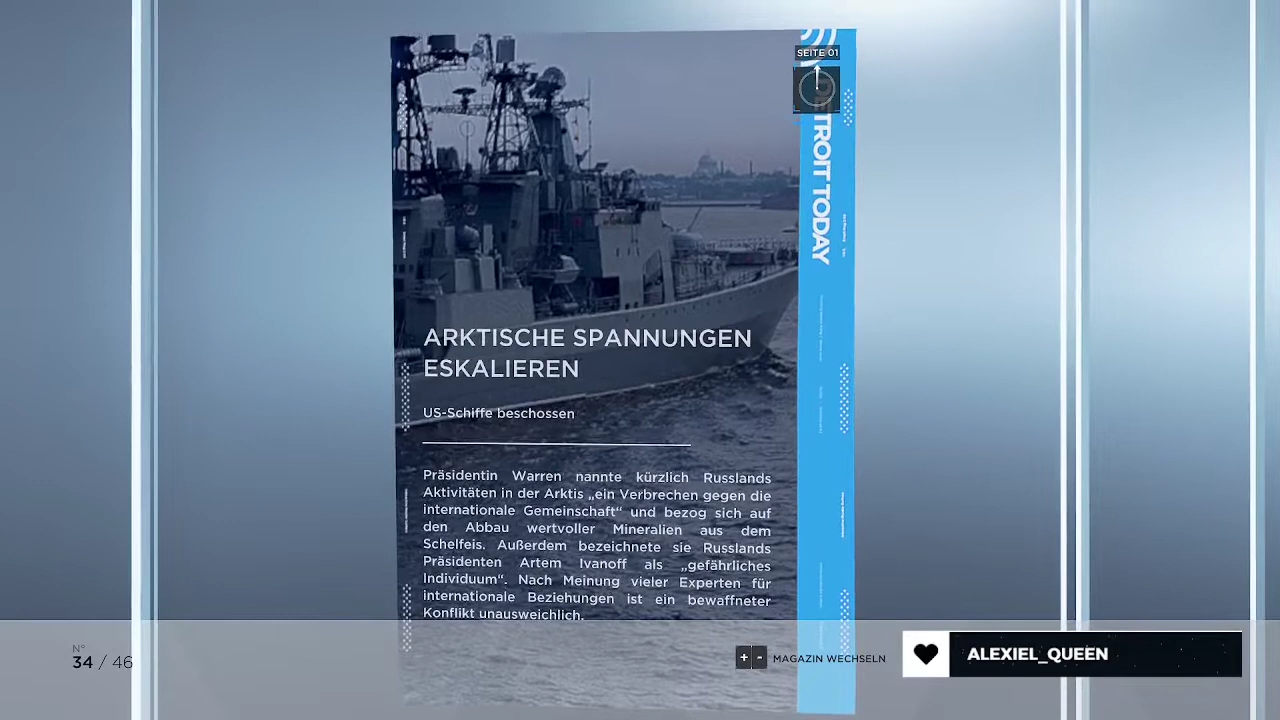 SEITE 01
TROIT TODAY
ARKTISCHE SPANNUNGEN
ESKALIEREN
US-Schiffe beschossen
Präsidentin Warren nannte kürzlich Russlands
Aktivitäten in der Arktis „ein Verbrechen gegen die
internationale Gemeinschaft“ und bezog sich auf
den Abbau wertvoller Mineralien aus dem
Schelfeis. Außerdem bezeichnete sie Russlands
Präsidenten Artem Ivanoff als „gefährliches
Individuum“. Nach Meinung vieler Experten für
internationale Beziehungen ist ein bewaffneter
Konflikt unausweichlich.
N°
34 / 46
+ -
MAGAZIN WECHSELN
ALEXIEL_QUEEN